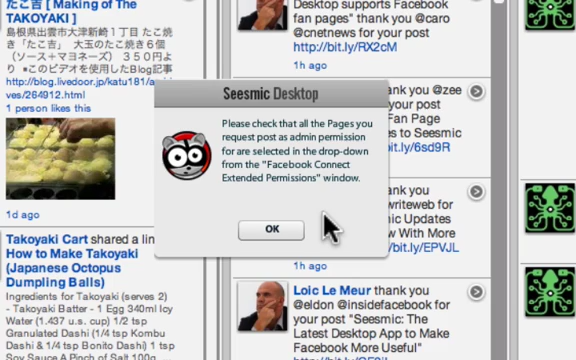 たこ吉 [ Making of The
TAKOYAKI ]
島根県出雲市大津新崎１丁目 たこ焼
き「たこ吉」 大玉のたこ焼き６個
（ソース＋マヨネーズ） ３５０円よ
り ＊このビデオを使用したBlog記事
http://blog.livedoor.jp/katu181/archi
ves/264912.html
1 person likes this
1d ago
Takoyaki Cart shared a lin
How to Make Takoyaki
(Japanese Octopus
Dumpling Balls)
Ingredients for Takoyaki (serves 2)
- Takoyaki Batter - 1 Egg 340ml Icy
Water (1.437 u.s. cup) 1/2 tsp
Granulated Dashi (1/4 tsp Kombu
Dashi & 1/4 tsp Bonito Dashi) 1 tsp
Soy Sauce A Pinch of Salt 100g
Seesmic Desktop
Please check that all the Pages you
request post as admin permission
for are selected in the drop-down
from the "Facebook Connect
Extended Permissions" window.
OK
Desktop supports Facebook
fan pages" thank you @caro
@cnetnews for your post
http://bit.ly/RX2cM
1h ago
ank you @zee
your post
Fan Page
es to Seesmic
bit.ly/6sd9R
ank you
writeweb for
ic Updates
With More
/bit.ly/EPVJL
1h ago
Loic Le Meur thank you
@eldon @insidefacebook for
your post "Seesmic: The
Latest Desktop App to Make
Facebook More Useful"